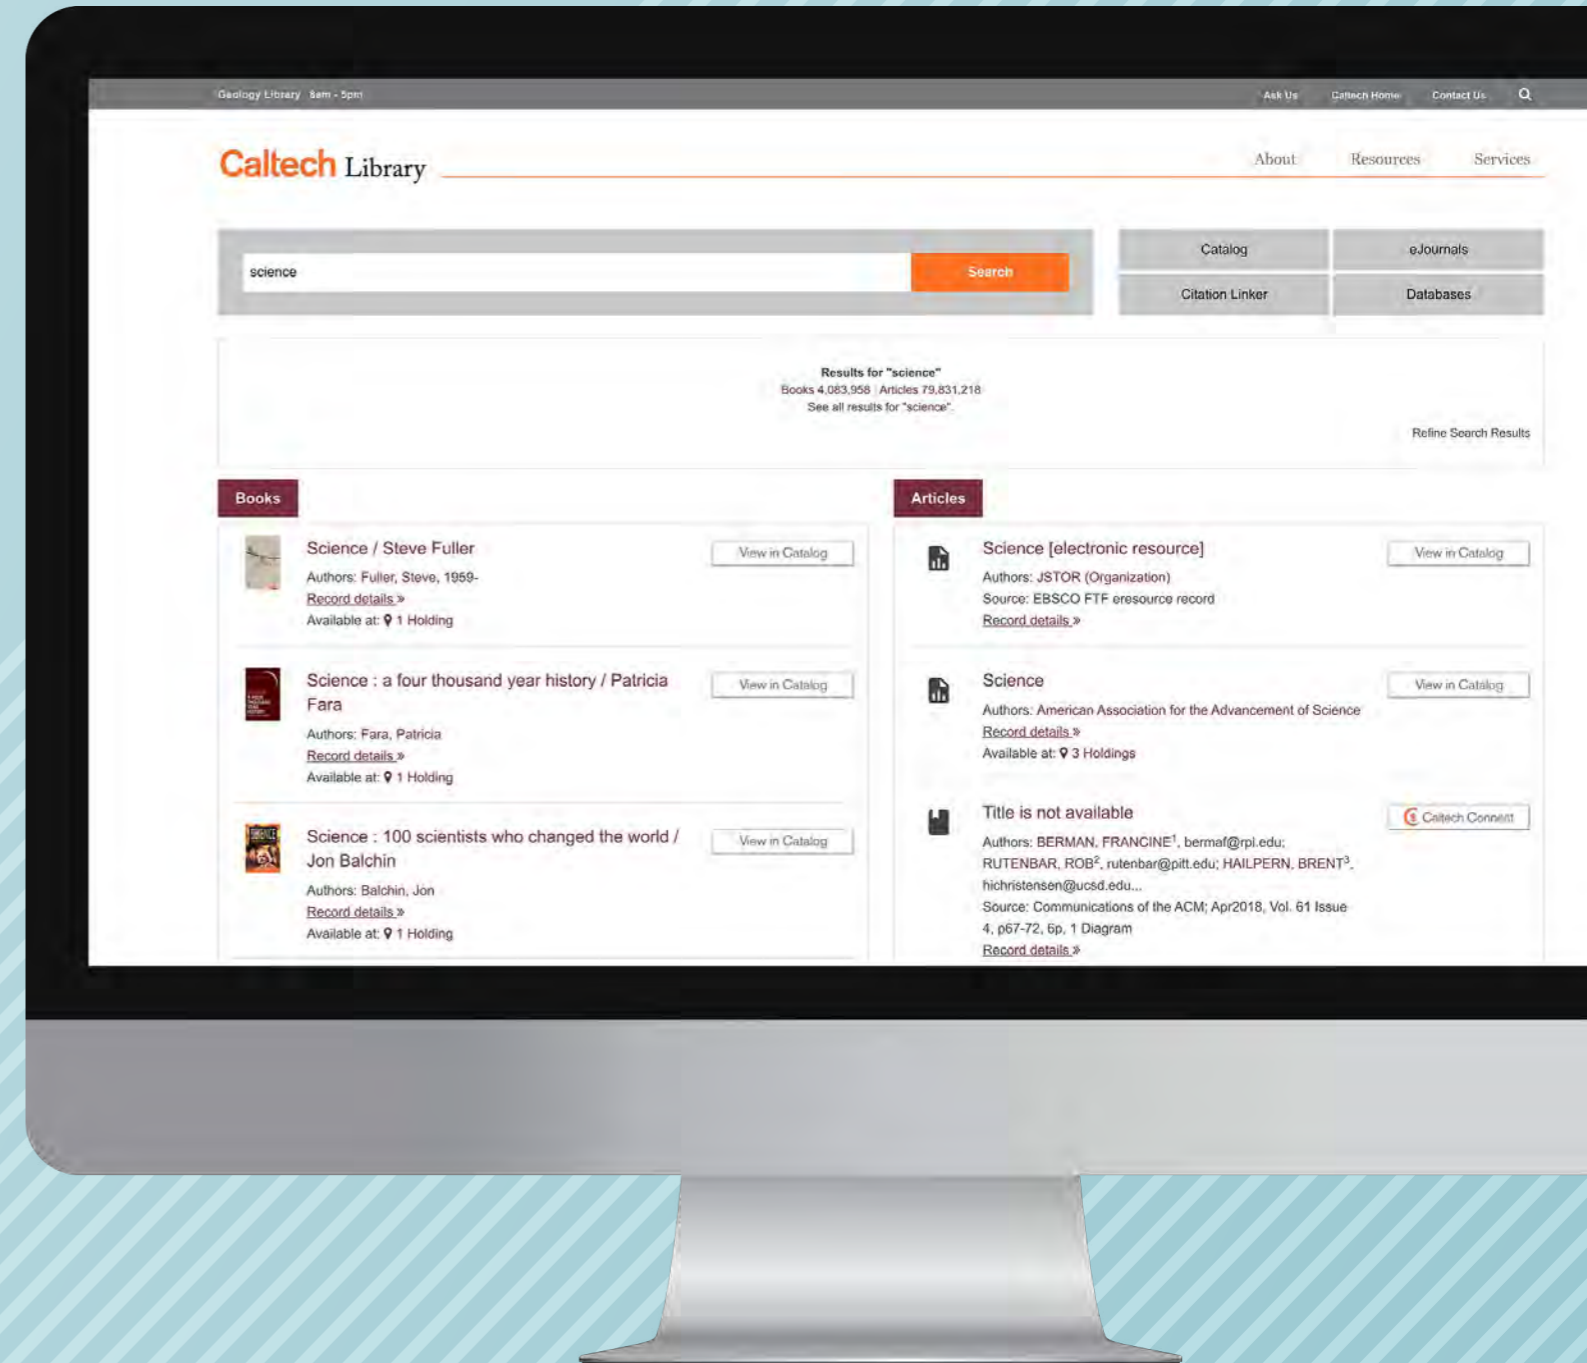 Geology Library 8am - 5pm
Ask Us Caltech Home Contact Us
Caltech Library
About Resources Services
science
Search
Catalog eJournals
Citation Linker Databases
Results for "science"
Books 4,083,958 | Articles 79,831,218
See all results for "science".
Refine Search Results
Books
Science / Steve Fuller
View in Catalog
Authors: Fuller, Steve, 1959-
Record details »
Available at: 1 Holding
Science : a four thousand year history / Patricia
Fara
View in Catalog
Authors: Fara, Patricia
Record details »
Available at: 1 Holding
SCIENCE
Science : 100 scientists who changed the world /
Jon Balchin
View in Catalog
Authors: Balchin, Jon
Record details »
Available at: 1 Holding
Articles
Science [electronic resource]
View in Catalog
Authors: JSTOR (Organization)
Source: EBSCO FTF eresource record
Record details »
Science
View in Catalog
Authors: American Association for the Advancement of Science
Record details »
Available at: 3 Holdings
Title is not available
Caltech Connect
Authors: BERMAN, FRANCINE¹, bermaf@rpi.edu;
RUTENBAR, ROB², rutenbar@pitt.edu; HAILPERN, BRENT³,
hichristensen@ucsd.edu...
Source: Communications of the ACM; Apr2018, Vol. 61 Issue
4, p67-72, 6p, 1 Diagram
Record details »